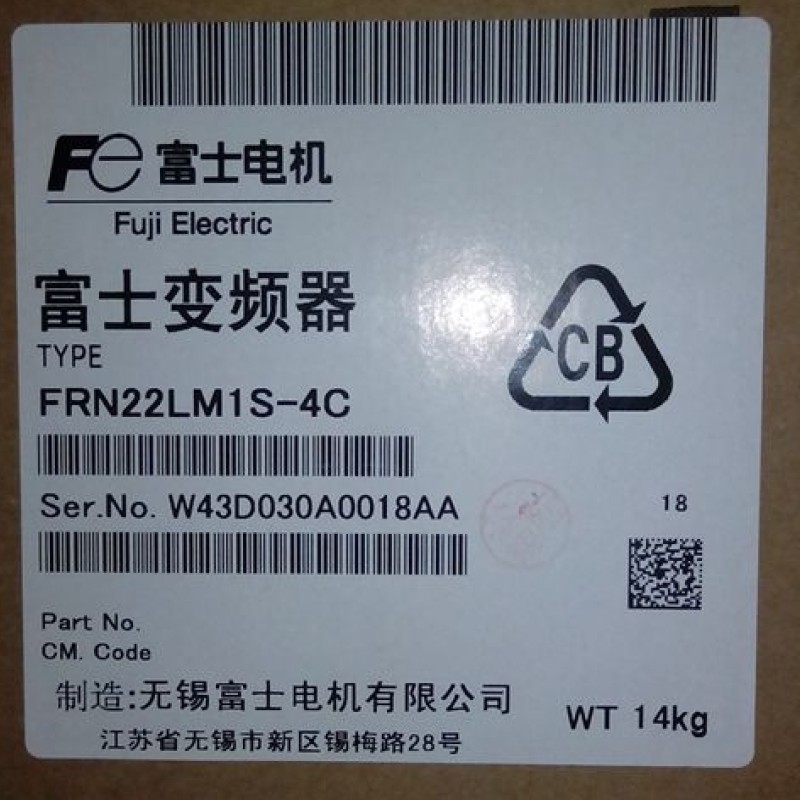 Fe 富士电机
Fuji Electric
富士变频器
TYPE
FRN22LM1S-4C
CB
Ser.No. W43D030A0018AA
18
Part No.
CM. Code
制造:无锡富士电机有限公司
江苏省无锡市新区锡梅路28号
WT 14kg